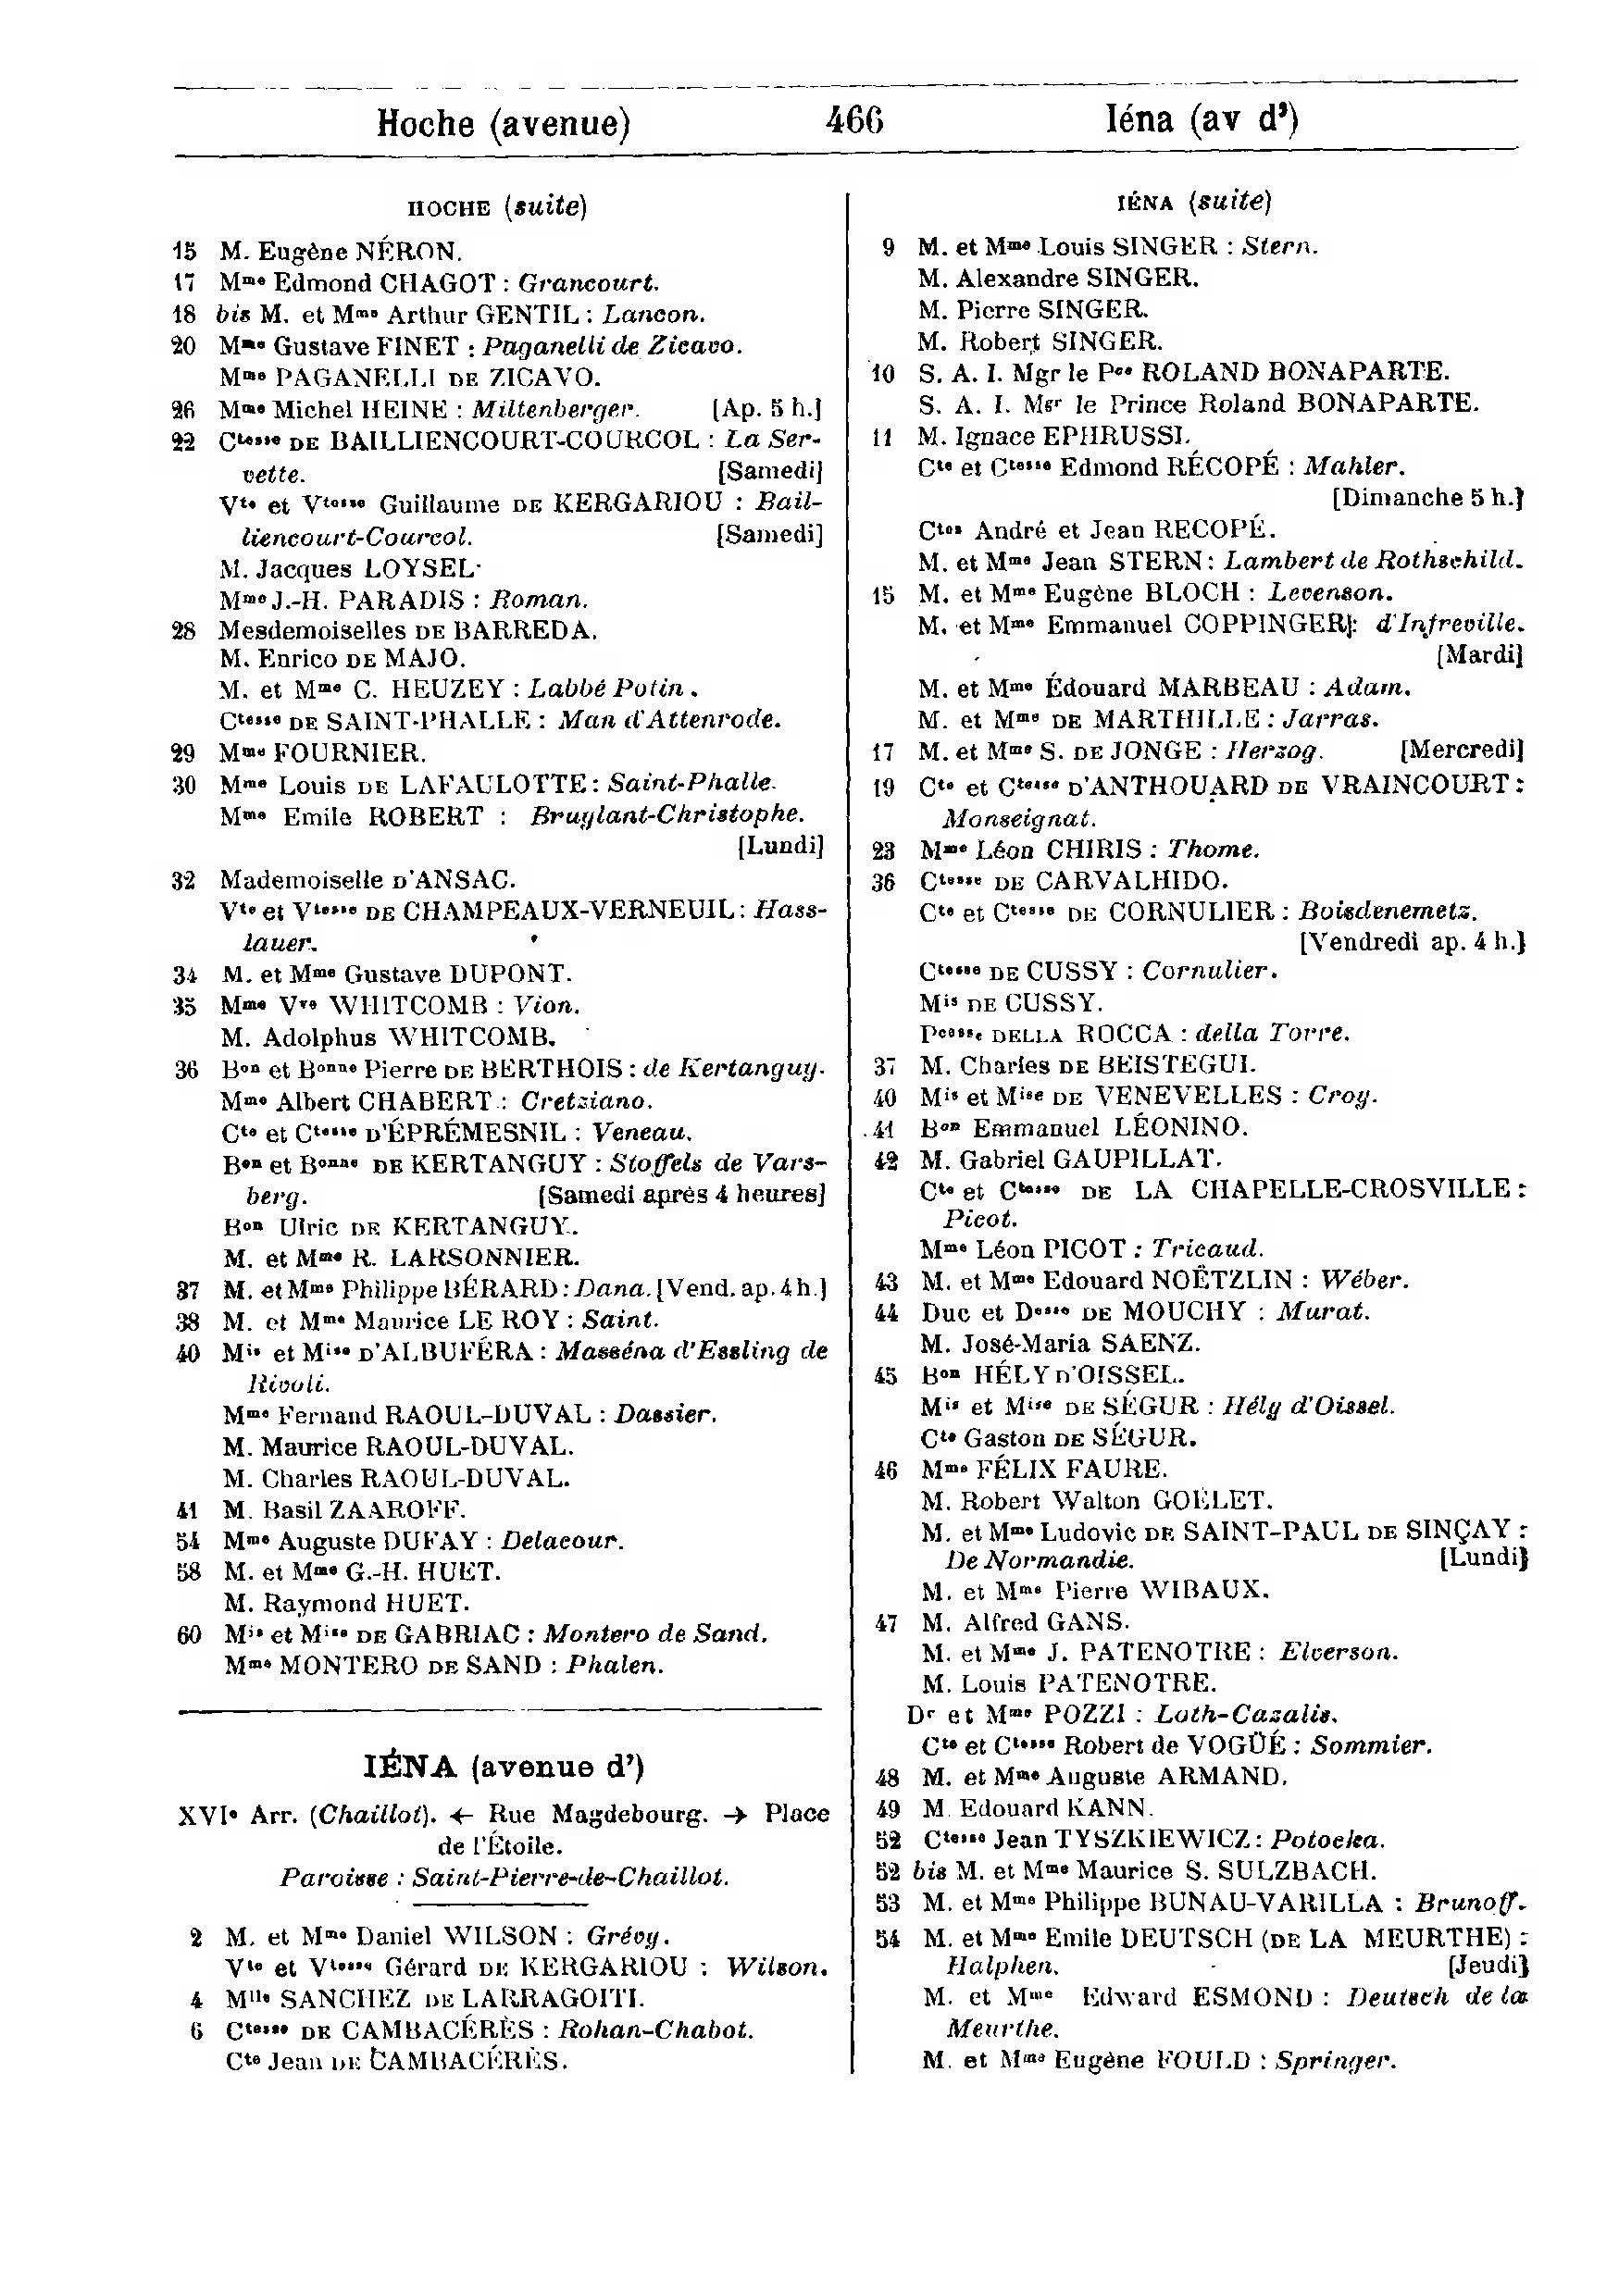 Hoche (avenue) 466 Iéna (av d’)
HOCHE (suite)
15 M. Eugène NÉRON.
17 Mme Edmond CHAGOT : Grancourt.
18 bis M. et Mme Arthur GENTIL : Lancon.
20 Mme Gustave FINET : Paganelli de Zicavo.
Mme PAGANELLI DE ZICAVO.
26 Mme Michel HEINE : Miltenberger. [Ap. 5 h.]
22 Ctesse DE BAILLIENCOURT-COURCOL : La Ser-
vette. [Samedi]
Vte et Vtesse Guillaume DE KERGARIOU : Bail-
liencourt-Courcol. [Samedi]
M. Jacques LOYSEL.
Mme J.-H. PARADIS : Roman.
28 Mesdemoiselles DE BARREDA.
M. Enrico DE MAJO.
M. et Mme C. HEUZEY : Labbé Potin.
Ctesse DE SAINT-PHALLE : Man d'Attenrode.
29 Mme FOURNIER.
30 Mme Louis DE LAFAULOTTE : Saint-Phalle.
Mme Emile ROBERT : Bruylant-Christophe.
[Lundi]
32 Mademoiselle D'ANSAC.
Vte et Vtesse DE CHAMPEAUX-VERNEUIL : Hass-
lauer.
34 M. et Mme Gustave DUPONT.
35 Mme Vve WHITCOMB : Vion.
M. Adolphus WHITCOMB.
36 Bon et Bonne Pierre DE BERTHOIS : de Kertanguy.
Mme Albert CHABERT : Cretziano.
Cte et Ctesse D'ÉPRÉMESNIL : Veneau.
Bon et Bonne DE KERTANGUY : Stoffels de Vars-
berg. [Samedi après 4 heures]
Bon Ulric DE KERTANGUY.
M. et Mme R. LARSONNIER.
37 M. et Mme Philippe BÉRARD : Dana. [Vend. ap. 4 h.]
38 M. et Mme Maurice LE ROY : Saint.
40 Mis et Mise D'ALBUFÉRA : Masséna d'Essling de
Rivoli.
Mme Fernand RAOUL-DUVAL : Dassier.
M. Maurice RAOUL-DUVAL.
M. Charles RAOUL-DUVAL.
41 M. Basil ZAAROFF.
54 Mme Auguste DUFAY : Delacour.
58 M. et Mme G.-H. HUET.
M. Raymond HUET.
60 Mis et Mise DE GABRIAC : Montero de Sand.
Mme MONTERO DE SAND : Phalen.
IÉNA (avenue d’)
XVIe Arr. (Chaillot). ← Rue Magdebourg. → Place
de l'Étoile.
Paroisse : Saint-Pierre-de-Chaillot.
2 M. et Mme Daniel WILSON : Grévy.
Vte et Vtesse Gérard DE KERGARIOU : Wilson.
4 Mlle SANCHEZ DE LARRAGOITI.
6 Ctesse DE CAMBACÉRÈS : Rohan-Chabot.
Cte Jean DE CAMBACÉRÈS.
IÉNA (suite)
9 M. et Mme Louis SINGER : Stern.
M. Alexandre SINGER.
M. Pierre SINGER.
M. Robert SINGER.
10 S. A. I. Mgr le Pce ROLAND BONAPARTE.
S. A. I. Mgr le Prince Roland BONAPARTE.
11 M. Ignace EPHRUSSI.
Cte et Ctesse Edmond RÉCOPÉ : Mahler.
[Dimanche 5 h.]
Ctes André et Jean RECOPÉ.
M. et Mme Jean STERN : Lambert de Rothschild.
15 M. et Mme Eugène BLOCH : Levenson.
M. et Mme Emmanuel COPPINGER : d'Infreville.
[Mardi]
M. et Mme Édouard MARBEAU : Adam.
M. et Mme DE MARTHILLE : Jarras.
17 M. et Mme S. DE JONGE : Herzog. [Mercredi]
19 Cte et Ctesse D'ANTHOUARD DE VRAINCOURT :
Monseignat.
23 Mme Léon CHIRIS : Thome.
36 Ctesse DE CARVALHIDO.
Cte et Ctesse DE CORNULIER : Boisdenemetz.
[Vendredi ap. 4 h.]
Ctesse DE CUSSY : Cornulier.
Mis DE CUSSY.
Pcesse DELLA ROCCA : della Torre.
37 M. Charles DE BEISTEGUI.
40 Mis et Mise DE VENEVELLES : Croy.
41 Bon Emmanuel LÉONINO.
42 M. Gabriel GAUPILLAT.
Cte et Ctesse DE LA CHAPELLE-CROSVILLE :
Picot.
Mme Léon PICOT : Tricaud.
43 M. et Mme Edouard NOËTZLIN : Wéber.
44 Duc et Desse DE MOUCHY : Murat.
M. José-Maria SAENZ.
45 Bon HÉLY D'OISSEL.
Mis et Mise DE SÉGUR : Hély d'Oissel.
Cte Gaston DE SÉGUR.
46 Mme FÉLIX FAURE.
M. Robert Walton GOËLET.
M. et Mme Ludovic DE SAINT-PAUL DE SINÇAY :
De Normandie. [Lundi]
M. et Mme Pierre WIBAUX.
47 M. Alfred GANS.
M. et Mme J. PATENOTRE : Elverson.
M. Louis PATENOTRE.
Dr et Mme POZZI : Loth-Cazalis.
Cte et Ctesse Robert de VOGÜÉ : Sommier.
48 M. et Mme Auguste ARMAND.
49 M. Edouard KANN.
52 Ctesse Jean TYSZKIEWICZ : Potocka.
52 bis M. et Mme Maurice S. SULZBACH.
53 M. et Mme Philippe BUNAU-VARILLA : Brunoff.
54 M. et Mme Emile DEUTSCH (DE LA MEURTHE) :
Halphen. [Jeudi]
M. et Mme Edward ESMOND : Deutsch de la
Meurthe.
M. et Mme Eugène FOULD : Springer.